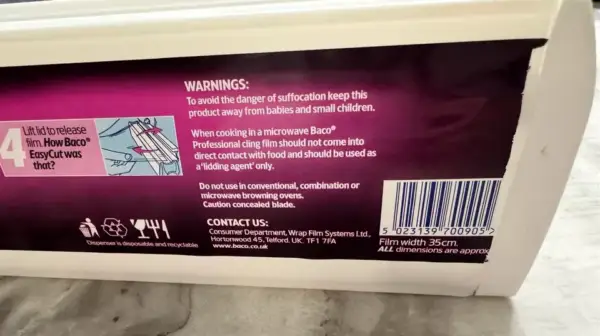 WARNINGS:
To avoid the danger of suffocation keep this
product away from babies and small children.
4
Lift lid to release
film. How Baco®
EasyCut was
that?
When cooking in a microwave Baco®
Professional cling film should not come into
direct contact with food and should be used as
a 'lidding agent' only.
Do not use in conventional, combination or
microwave browning ovens.
Caution concealed blade.
CONTACT US:
Consumer Department, Wrap Film Systems Ltd.,
Hortonwood 45, Telford. UK. TF1 7FA
www.baco.co.uk
Dispenser is disposable and recyclable
5 023139 700905
Film width 35cm.
ALL dimensions are approx